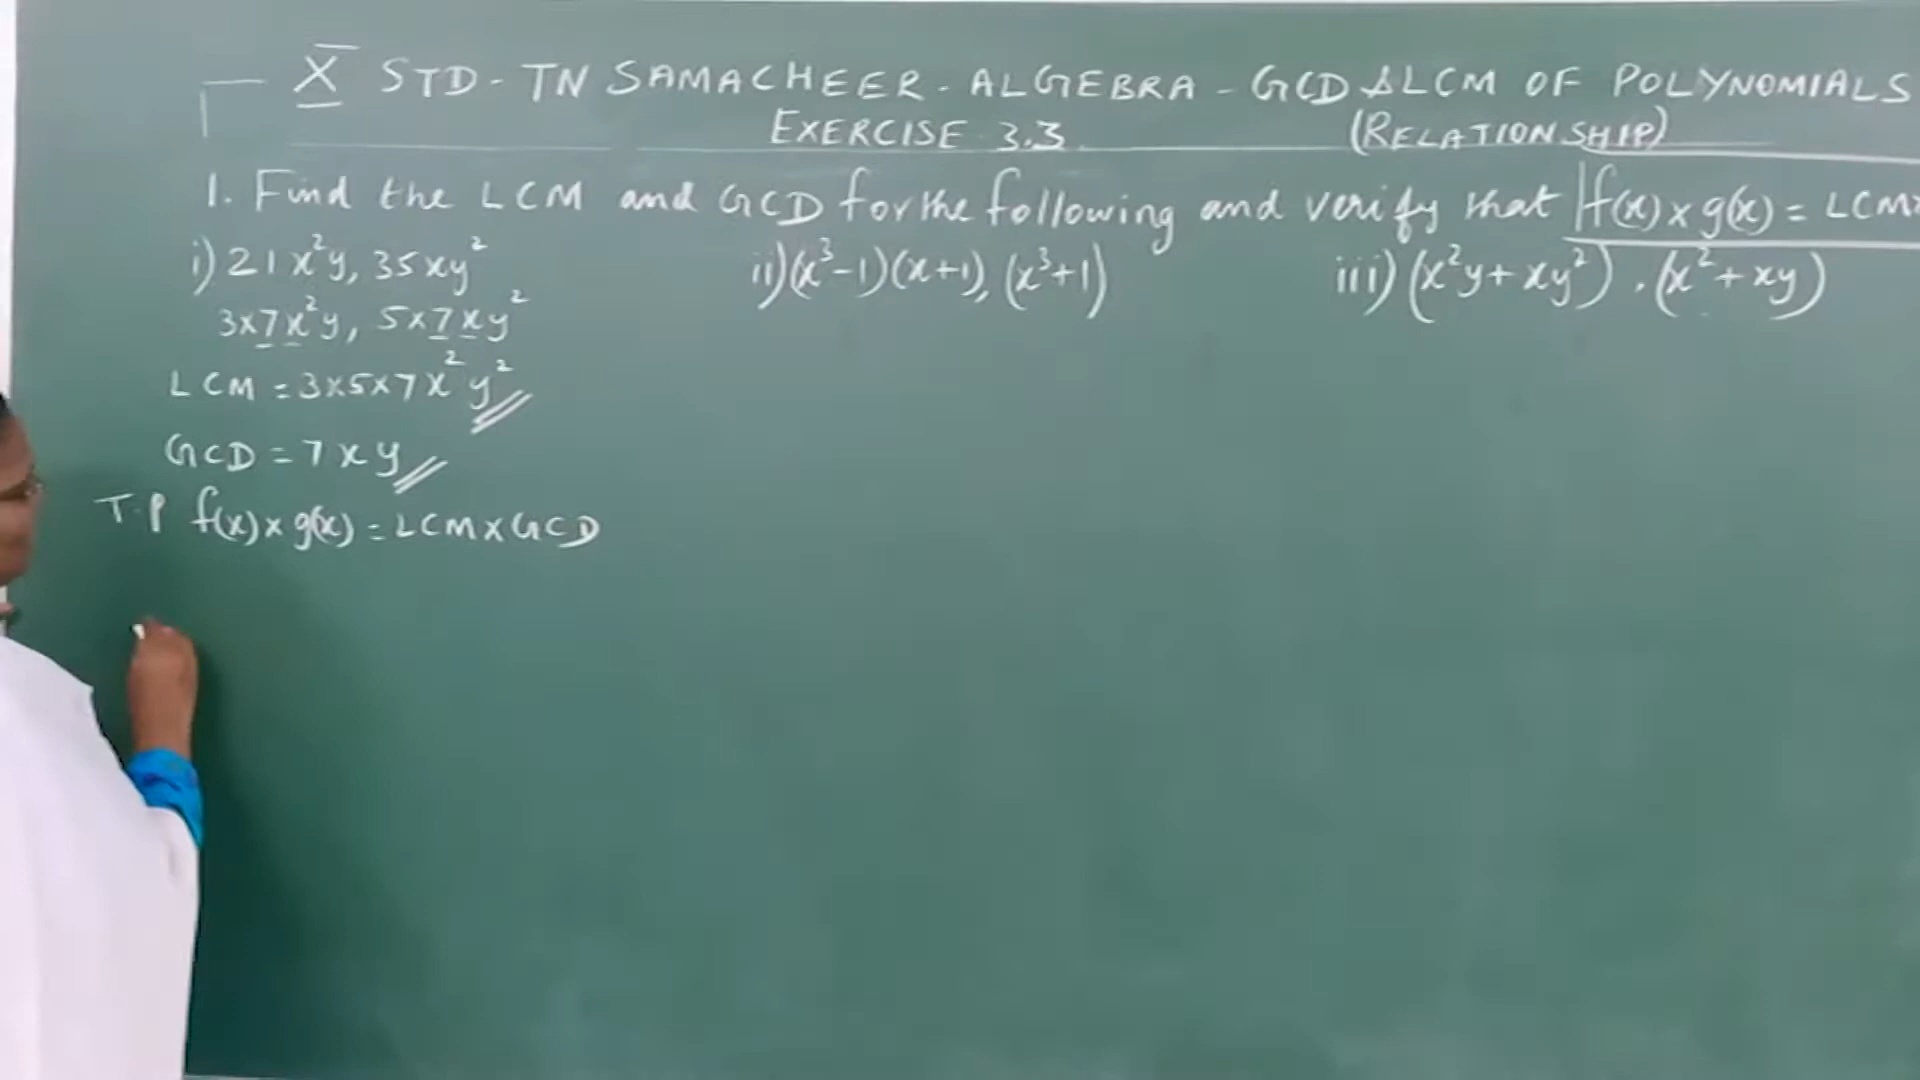 X STD - TN SAMACHEER - ALGEBRA - GCD & LCM OF POLYNOMIALS
EXERCISE 3.3 (RELATIONSHIP)
1. Find the LCM and GCD for the following and verify that f(x) x g(x) = LCM x
i) 21x²y, 35xy² ii) (x³-1)(x+1), (x³+1) iii) (x²y + xy²) . (x² + xy)
3x7x²y, 5x7xy²
LCM = 3x5x7x²y²
GCD = 7xy
T.P f(x) x g(x) = LCM x GCD